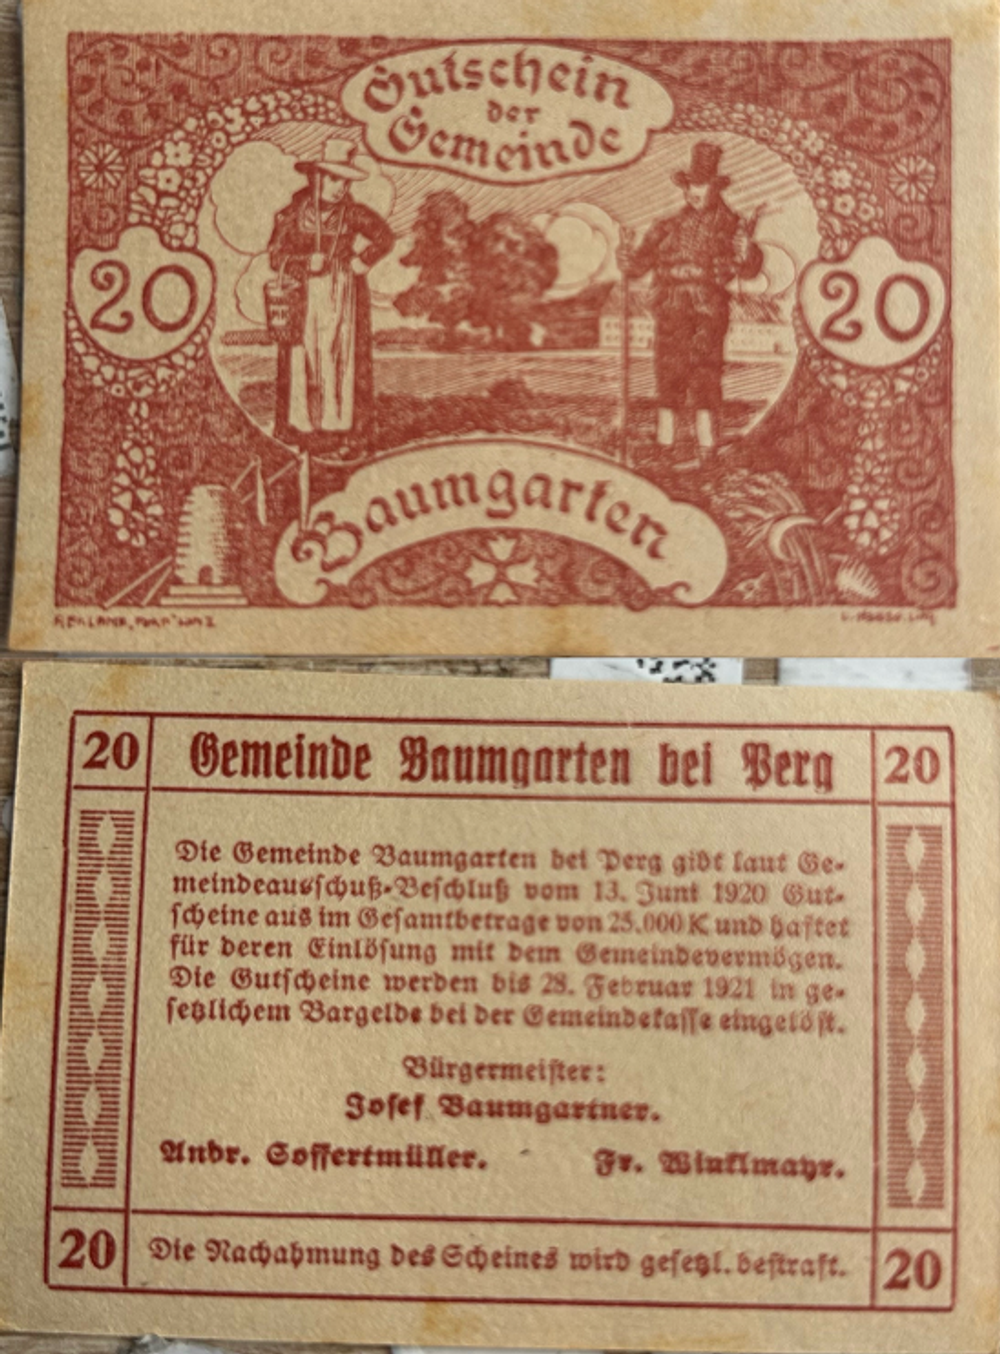 Gutschein
der
Gemeinde
20
20
Baumgarten
20
Gemeinde Baumgarten bei Perg
20
Die Gemeinde Baumgarten bei Perg gibt laut Ge-
meindeausschuß-Beschluß vom 13. Juni 1920 Gut-
scheine aus im Gesamtbetrage von 25.000 K und haftet
für deren Einlösung mit dem Gemeindevermögen.
Die Gutscheine werden bis 28. Februar 1921 in ge-
setzlichem Bargelde bei der Gemeindekasse eingelöst.
Bürgermeister:
Josef Baumgartner.
Andr. Soffertmüller. Fr. Winklmayr.
20
Die Nachahmung des Scheines wird gesetzl. bestraft.
20